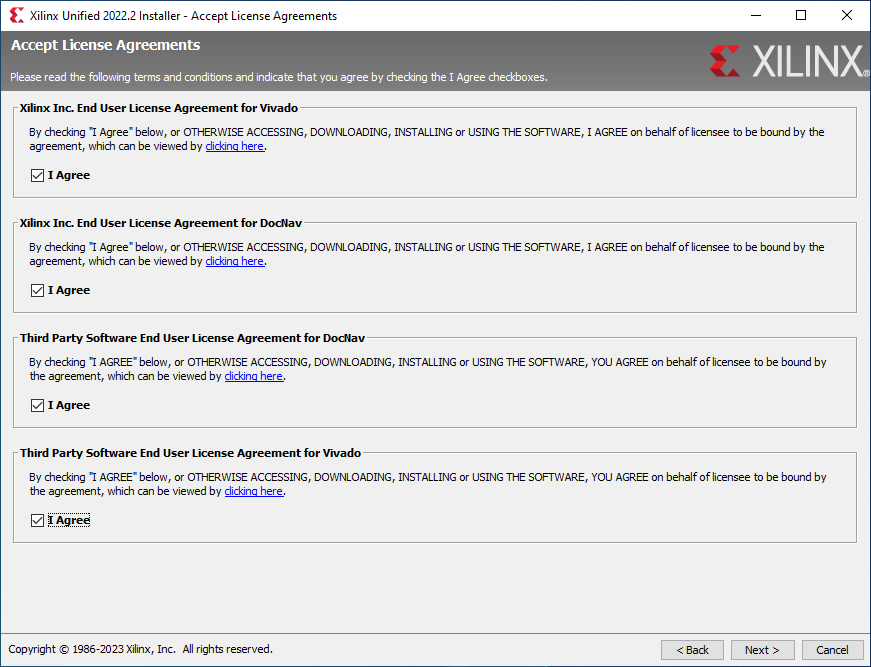 Xilinx Unified 2022.2 Installer - Accept License Agreements
Accept License Agreements
Please read the following terms and conditions and indicate that you agree by checking the I Agree checkboxes.
XILINX®
Xilinx Inc. End User License Agreement for Vivado
By checking "I Agree" below, or OTHERWISE ACCESSING, DOWNLOADING, INSTALLING or USING THE SOFTWARE, I AGREE on behalf of licensee to be bound by the
agreement, which can be viewed by clicking here.
I Agree
Xilinx Inc. End User License Agreement for DocNav
By checking "I Agree" below, or OTHERWISE ACCESSING, DOWNLOADING, INSTALLING or USING THE SOFTWARE, I AGREE on behalf of licensee to be bound by the
agreement, which can be viewed by clicking here.
I Agree
Third Party Software End User License Agreement for DocNav
By checking "I AGREE" below, or OTHERWISE ACCESSING, DOWNLOADING, INSTALLING or USING THE SOFTWARE, YOU AGREE on behalf of licensee to be bound by
the agreement, which can be viewed by clicking here.
I Agree
Third Party Software End User License Agreement for Vivado
By checking "I AGREE" below, or OTHERWISE ACCESSING, DOWNLOADING, INSTALLING or USING THE SOFTWARE, YOU AGREE on behalf of licensee to be bound by
the agreement, which can be viewed by clicking here.
I Agree
Copyright © 1986-2023 Xilinx, Inc. All rights reserved.
< Back
Next >
Cancel